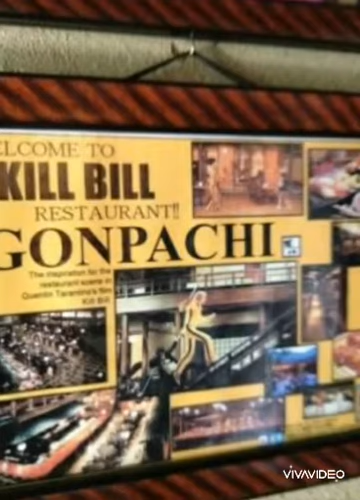 ELCOME TO
KILL BILL
RESTAURANT!!
GONPACHI
The inspiration for the
restaurant scene in
Quentin Tarantino's film
Kill Bill
VIVAVIDEO